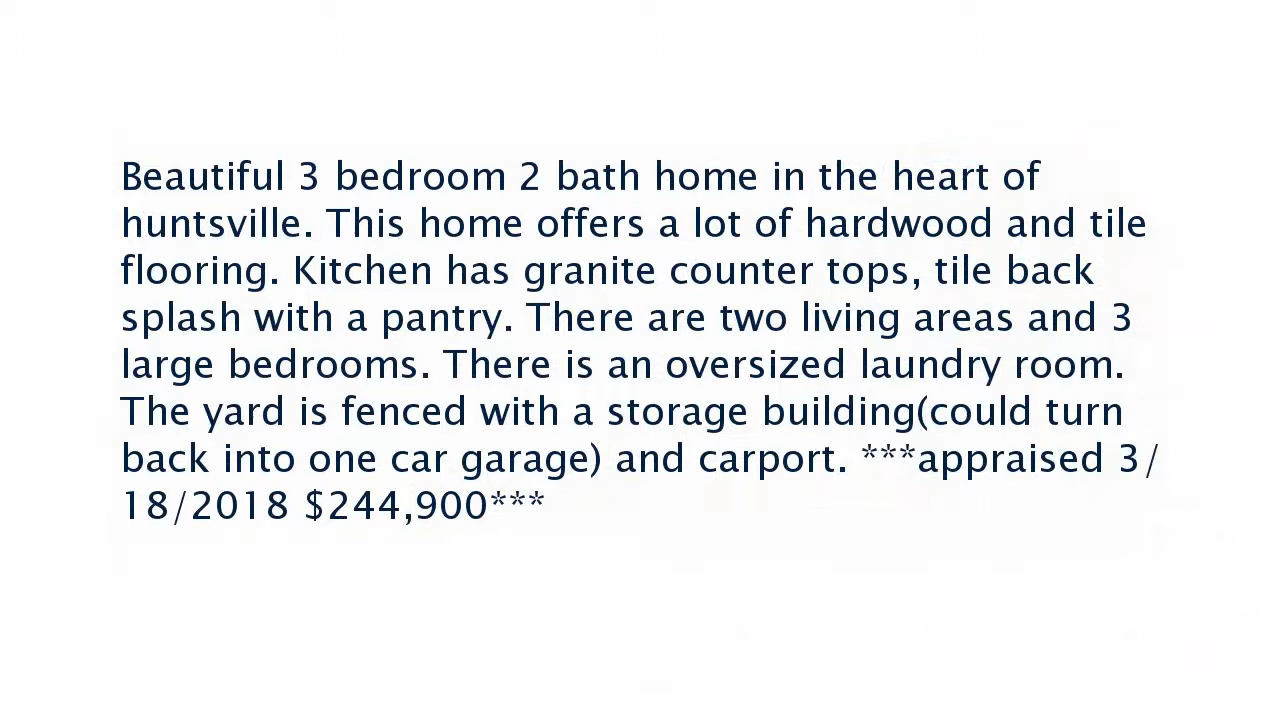 Beautiful 3 bedroom 2 bath home in the heart of
huntsville. This home offers a lot of hardwood and tile
flooring. Kitchen has granite counter tops, tile back
splash with a pantry. There are two living areas and 3
large bedrooms. There is an oversized laundry room.
The yard is fenced with a storage building(could turn
back into one car garage) and carport. ***appraised 3/
18/2018 $244,900***